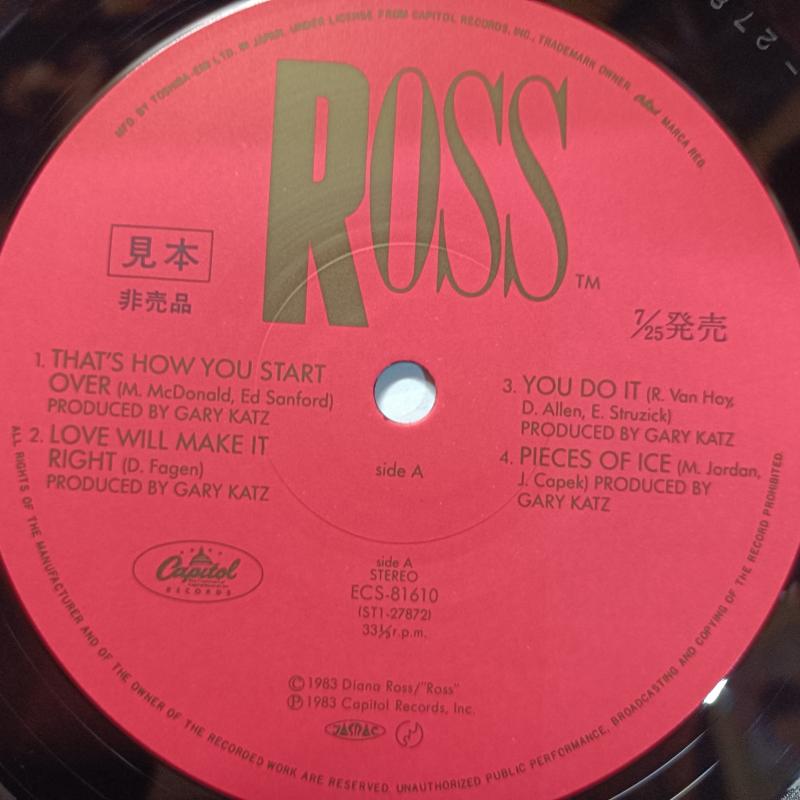 MFD. BY TOSHIBA-EMI LTD. IN JAPAN. UNDER LICENSE FROM CAPITOL RECORDS, INC., TRADEMARK OWNER Capitol MARCA REG.
ROSS™
見本
非売品
7/25発売
1. THAT'S HOW YOU START
OVER (M. McDonald, Ed Sanford)
PRODUCED BY GARY KATZ
2. LOVE WILL MAKE IT
RIGHT (D. Fagen)
PRODUCED BY GARY KATZ
3. YOU DO IT (R. Van Hoy,
D. Allen, E. Struzick)
PRODUCED BY GARY KATZ
4. PIECES OF ICE (M. Jordan,
J. Capek) PRODUCED BY
GARY KATZ
side A
Capitol
RECORDS
side A
STEREO
ECS-81610
(ST1-27872)
33⅓r.p.m.
©1983 Diana Ross/"Ross"
℗1983 Capitol Records, Inc.
JASRAC
ALL RIGHTS OF THE MANUFACTURER AND OF THE OWNER OF THE RECORDED WORK ARE RESERVED. UNAUTHORIZED PUBLIC PERFORMANCE, BROADCASTING AND COPYING OF THE RECORD PROHIBITED.